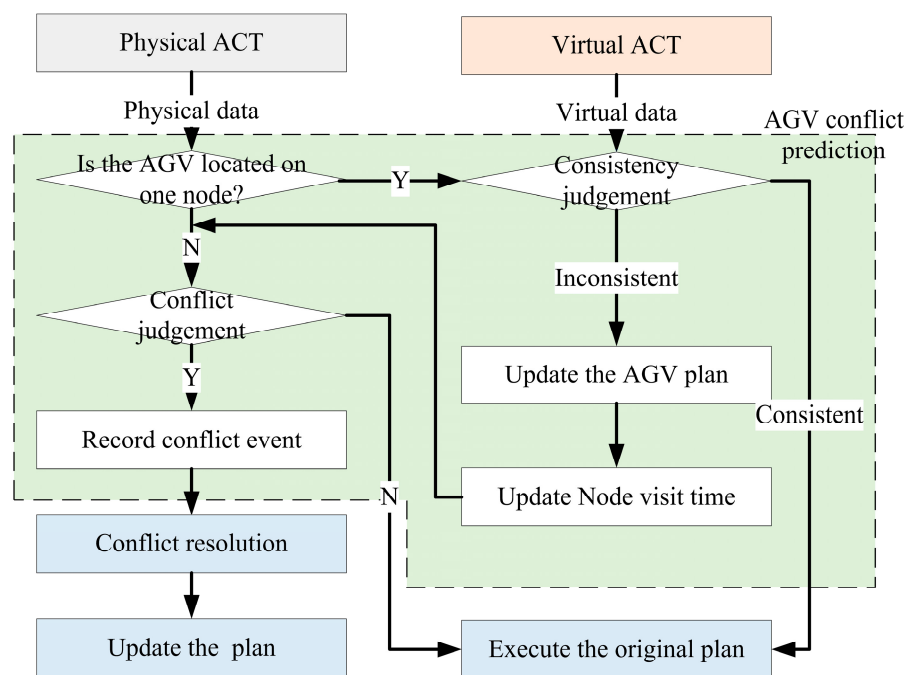 Physical ACT
Virtual ACT
Physical data
Virtual data
AGV conflict
prediction
Is the AGV located on
one node?
Y
Consistency
judgement
N
Inconsistent
Conflict
judgement
Y
Update the AGV plan
Consistent
Record conflict event
N
Update Node visit time
Conflict resolution
Update the plan
Execute the original plan